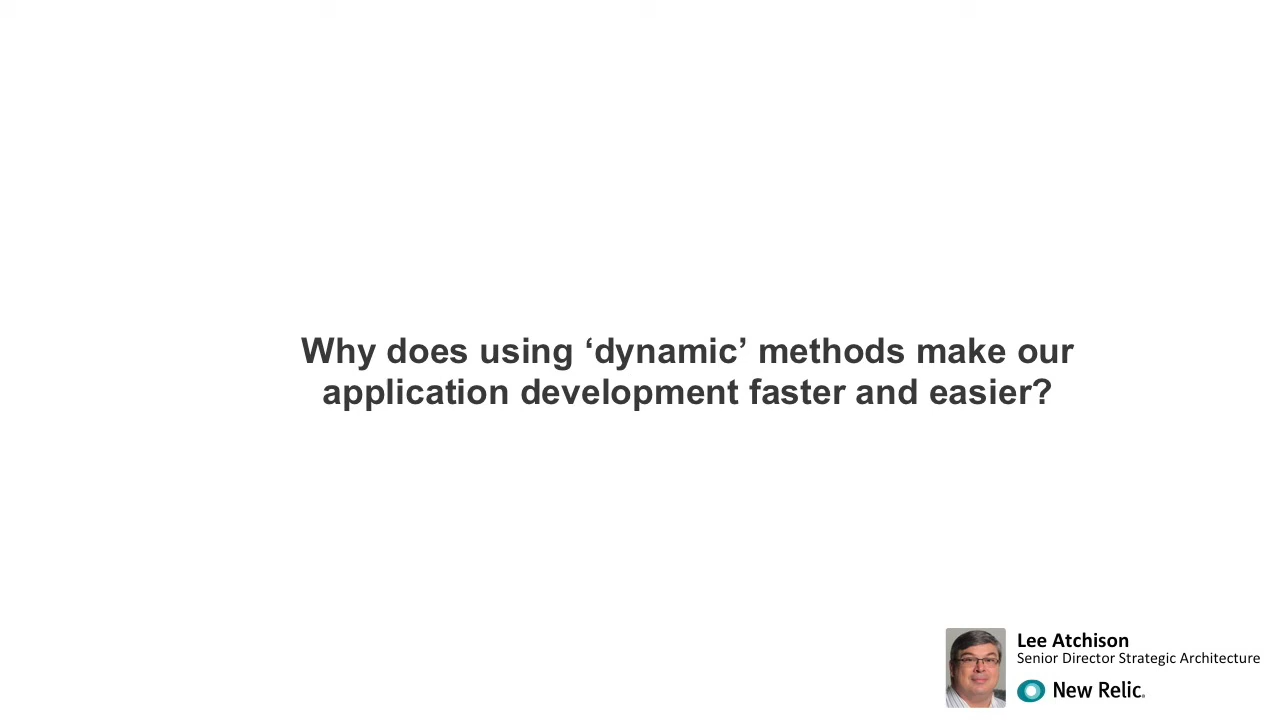 Why does using ‘dynamic’ methods make our
application development faster and easier?
Lee Atchison
Senior Director Strategic Architecture
New Relic.